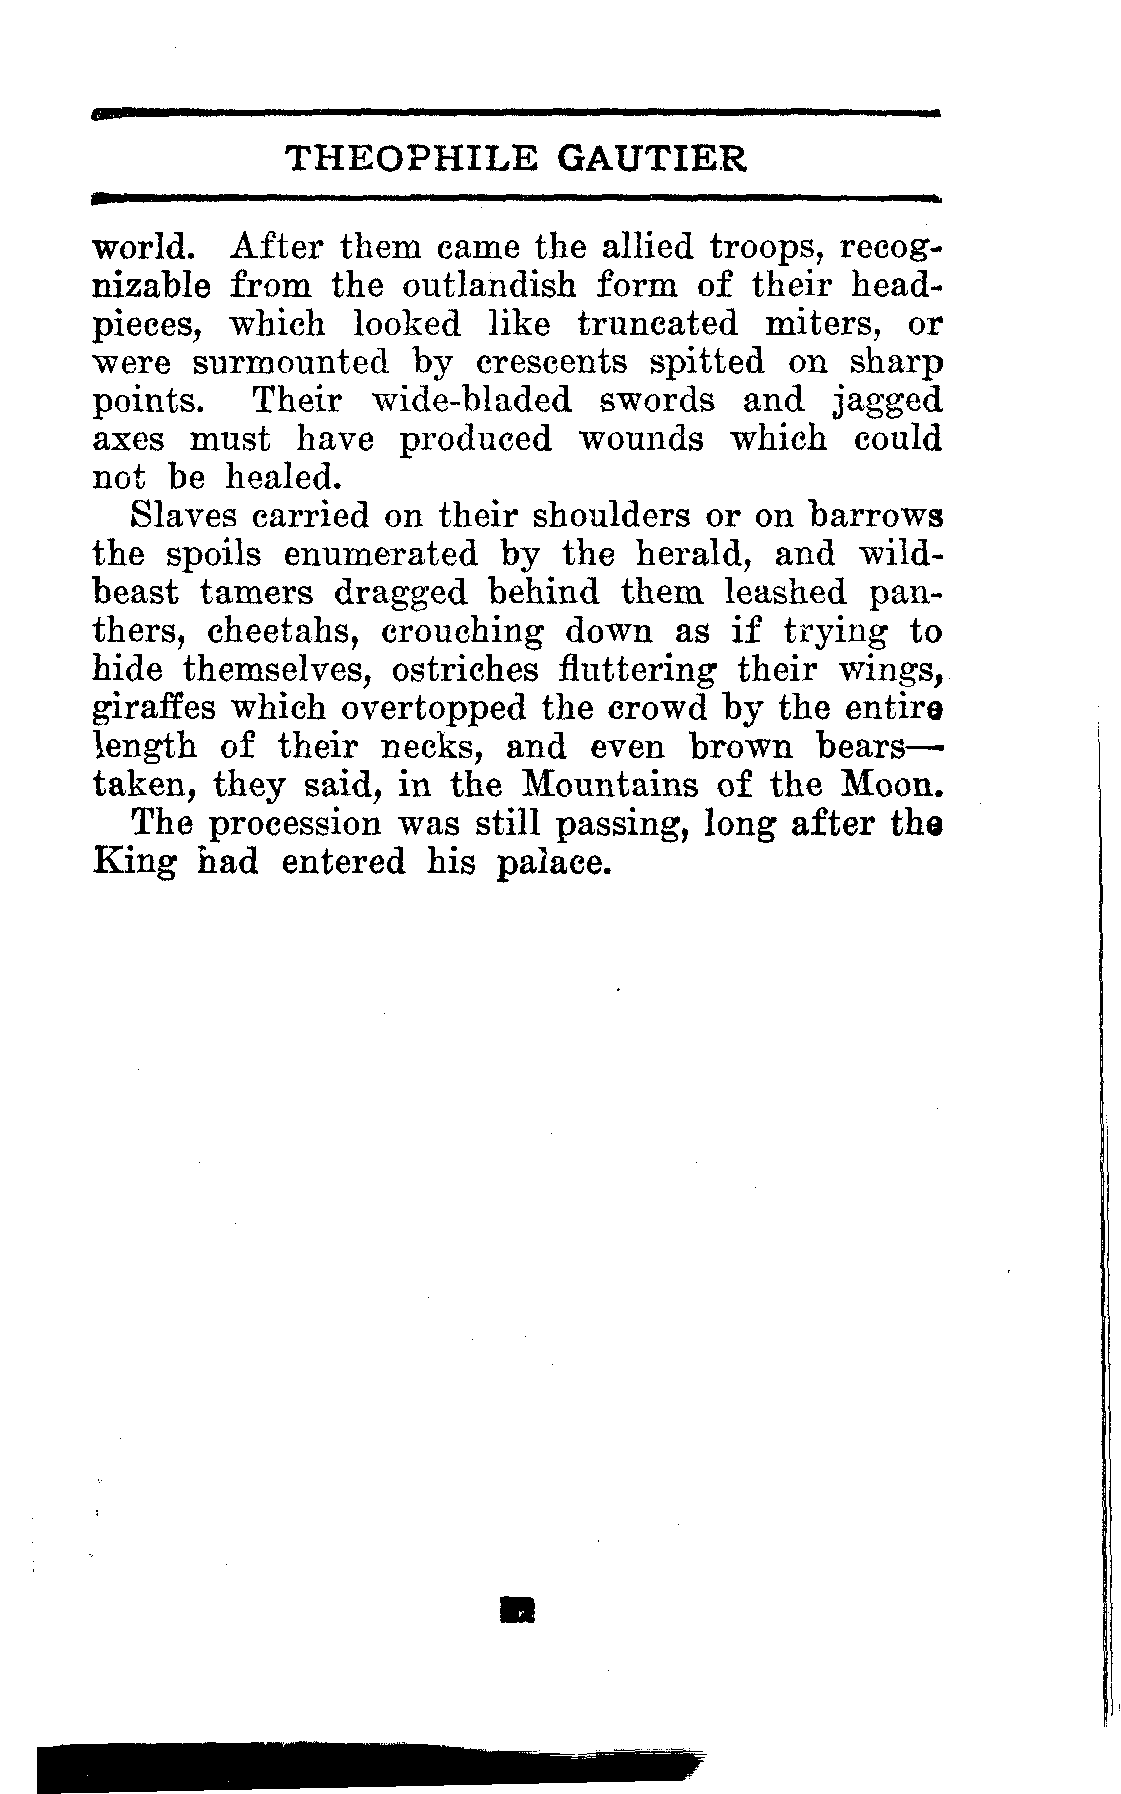 THEOPHILE GAUTIER
world. After them came the allied troops, recog-
nizable from the outlandish form of their head-
pieces, which looked like truncated miters, or
were surmounted by crescents spitted on sharp
points. Their wide-bladed swords and jagged
axes must have produced wounds which could
not be healed.
Slaves carried on their shoulders or on barrows
the spoils enumerated by the herald, and wild-
beast tamers dragged behind them leashed pan-
thers, cheetahs, crouching down as if trying to
hide themselves, ostriches fluttering their wings,
giraffes which overtopped the crowd by the entire
length of their necks, and even brown bears—
taken, they said, in the Mountains of the Moon.
The procession was still passing, long after the
King had entered his palace.